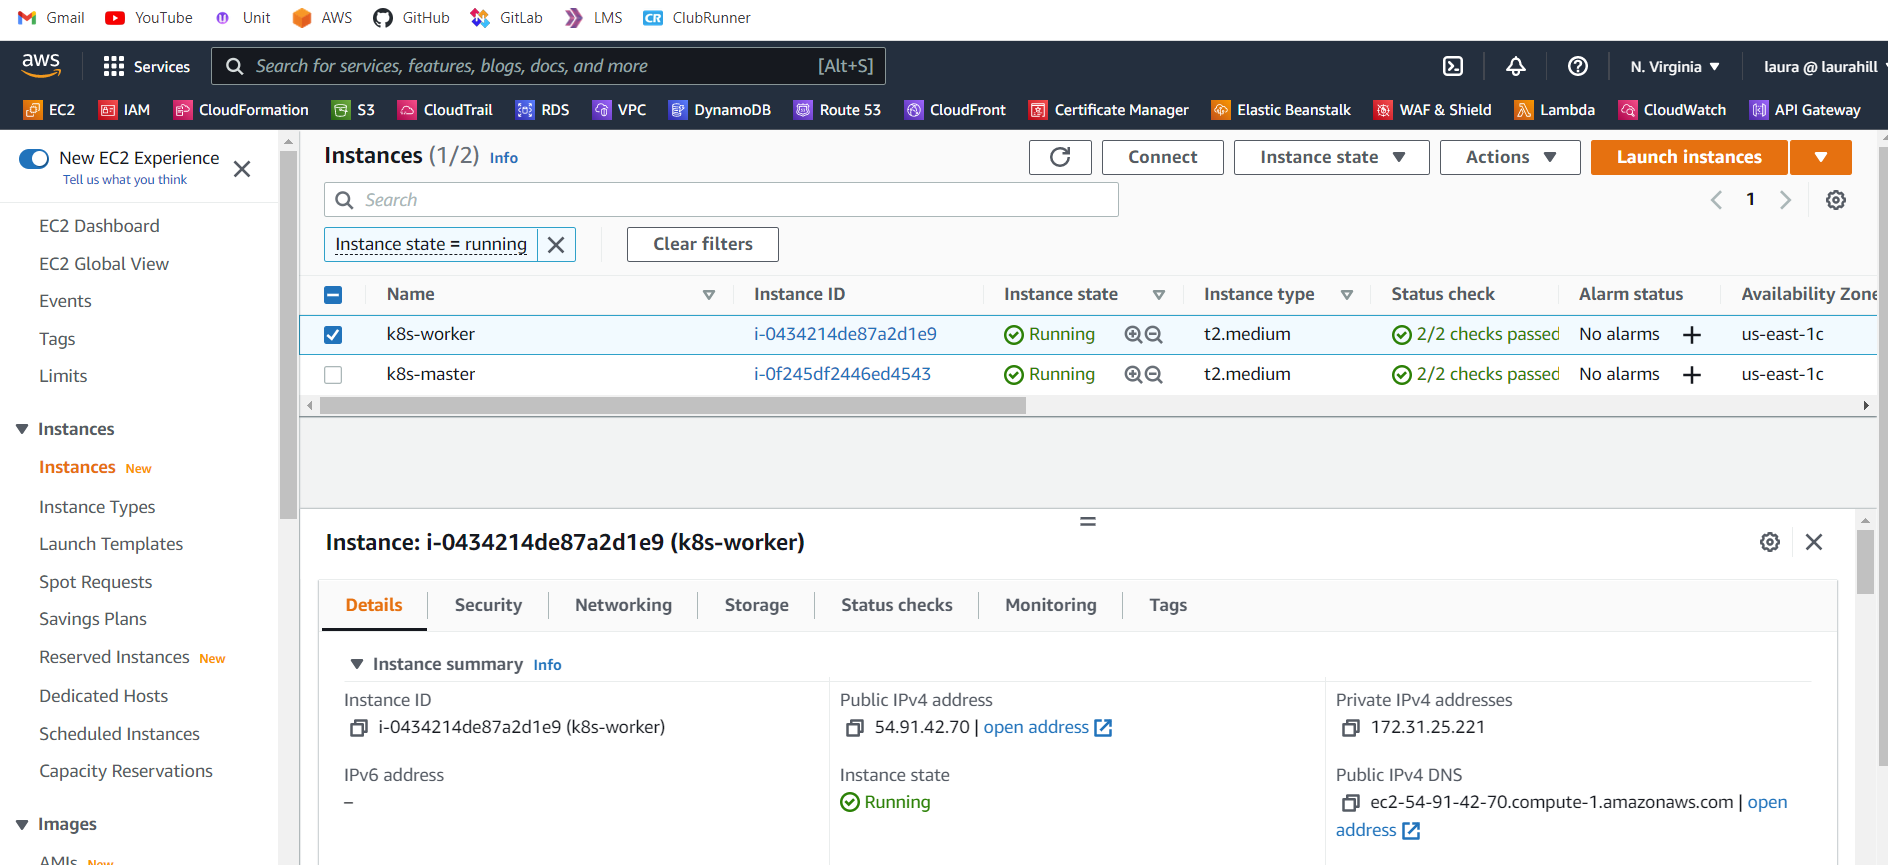 Gmail YouTube Unit AWS GitHub GitLab LMS CR ClubRunner
aws Services Search for services, features, blogs, docs, and more [Alt+S] N. Virginia ▼ laura @ laurahill
EC2 IAM CloudFormation S3 CloudTrail RDS VPC DynamoDB Route 53 CloudFront Certificate Manager Elastic Beanstalk WAF & Shield Lambda CloudWatch API Gateway
New EC2 Experience
Tell us what you think
EC2 Dashboard
EC2 Global View
Events
Tags
Limits
Instances
Instances New
Instance Types
Launch Templates
Spot Requests
Savings Plans
Reserved Instances New
Dedicated Hosts
Scheduled Instances
Capacity Reservations
Images
AMIs New
Instances (1/2) Info Connect Instance state ▼ Actions ▼ Launch instances ▼
Search 1
Instance state = running Clear filters
Name Instance ID Instance state Instance type Status check Alarm status Availability Zone
k8s-worker i-0434214de87a2d1e9 Running t2.medium 2/2 checks passed No alarms + us-east-1c
k8s-master i-0f245df2446ed4543 Running t2.medium 2/2 checks passed No alarms + us-east-1c
Instance: i-0434214de87a2d1e9 (k8s-worker)
Details Security Networking Storage Status checks Monitoring Tags
Instance summary Info
Instance ID
i-0434214de87a2d1e9 (k8s-worker)
Public IPv4 address
54.91.42.70 | open address
Private IPv4 addresses
172.31.25.221
IPv6 address
–
Instance state
Running
Public IPv4 DNS
ec2-54-91-42-70.compute-1.amazonaws.com | open
address